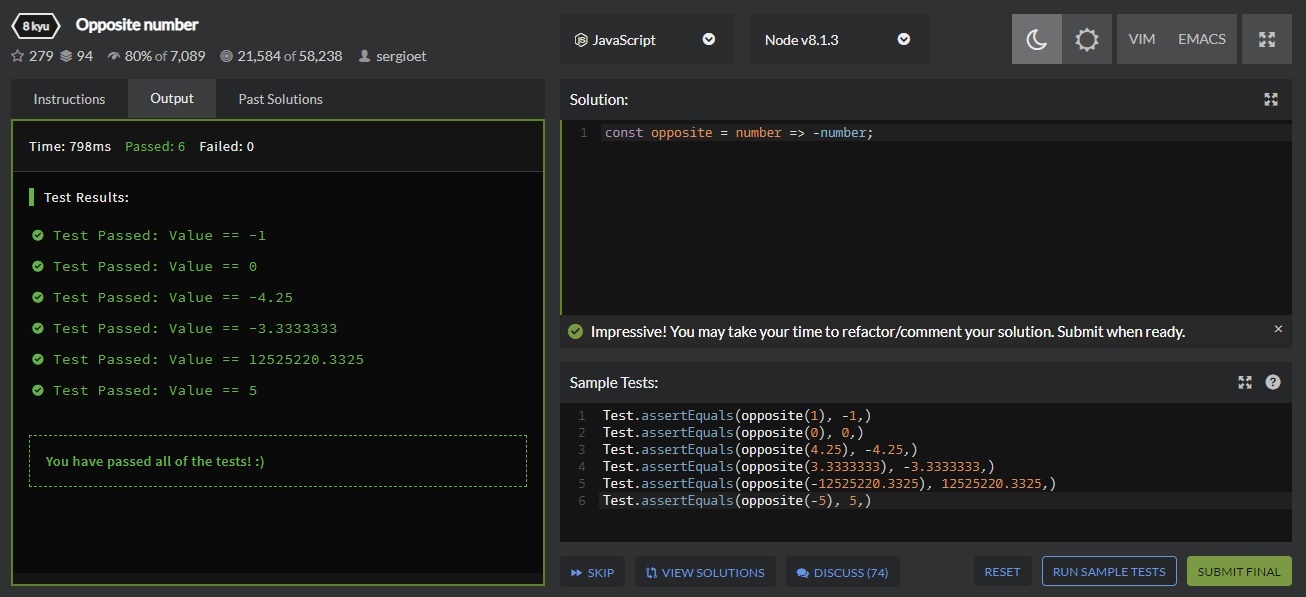 8 kyu Opposite number
279 94 80% of 7,089 21,584 of 58,238 sergioet
JavaScript
Node v8.1.3
VIM EMACS
Instructions Output Past Solutions
Time: 798ms Passed: 6 Failed: 0
Test Results:
Test Passed: Value == -1
Test Passed: Value == 0
Test Passed: Value == -4.25
Test Passed: Value == -3.3333333
Test Passed: Value == 12525220.3325
Test Passed: Value == 5
You have passed all of the tests! :)
Solution:
1 const opposite = number => -number;
Impressive! You may take your time to refactor/comment your solution. Submit when ready. ×
Sample Tests: ?
1 Test.assertEquals(opposite(1), -1,)
2 Test.assertEquals(opposite(0), 0,)
3 Test.assertEquals(opposite(4.25), -4.25,)
4 Test.assertEquals(opposite(3.3333333), -3.3333333,)
5 Test.assertEquals(opposite(-12525220.3325), 12525220.3325,)
6 Test.assertEquals(opposite(-5), 5,)
SKIP VIEW SOLUTIONS DISCUSS (74) RESET RUN SAMPLE TESTS SUBMIT FINAL